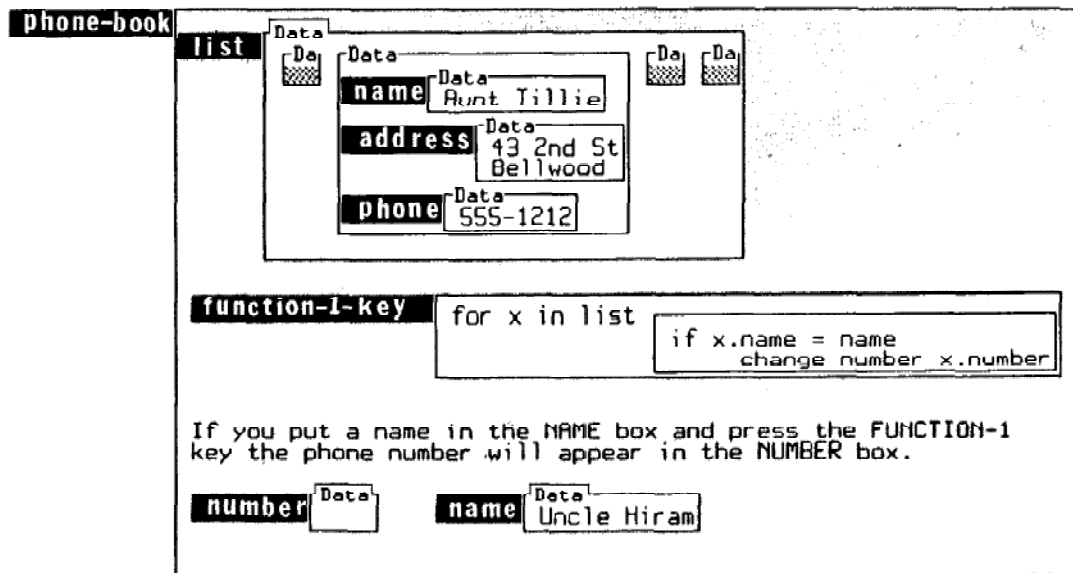 phone-book
list
Data
Da
Data
Da
Da
name
Data
Aunt Tillie
address
Data
43 2nd St
Bellwood
phone
Data
555-1212
function-1-key
for x in list
if x.name = name
change number x.number
If you put a name in the NAME box and press the FUNCTION-1
key the phone number will appear in the NUMBER box.
number
Data
name
Data
Uncle Hiram